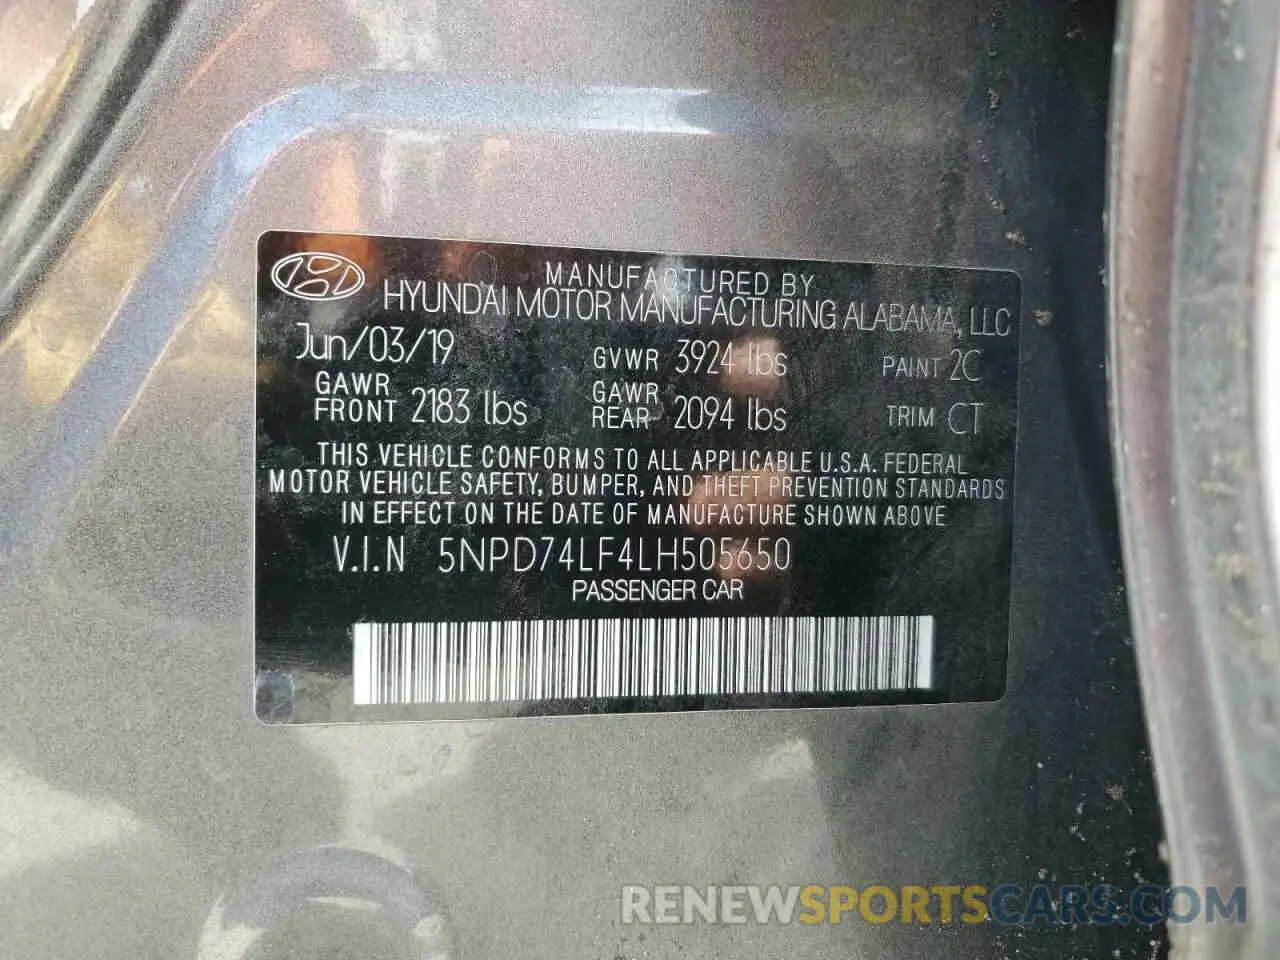 MANUFACTURED BY
HYUNDAI MOTOR MANUFACTURING ALABAMA, LLC
Jun/03/19 GVWR 3924 lbs PAINT 2C
GAWR FRONT 2183 lbs GAWR REAR 2094 lbs TRIM CT
THIS VEHICLE CONFORMS TO ALL APPLICABLE U.S.A. FEDERAL
MOTOR VEHICLE SAFETY, BUMPER, AND THEFT PREVENTION STANDARDS
IN EFFECT ON THE DATE OF MANUFACTURE SHOWN ABOVE
V.I.N 5NPD74LF4LH505650
PASSENGER CAR
RENEWSPORTSCARS.COM